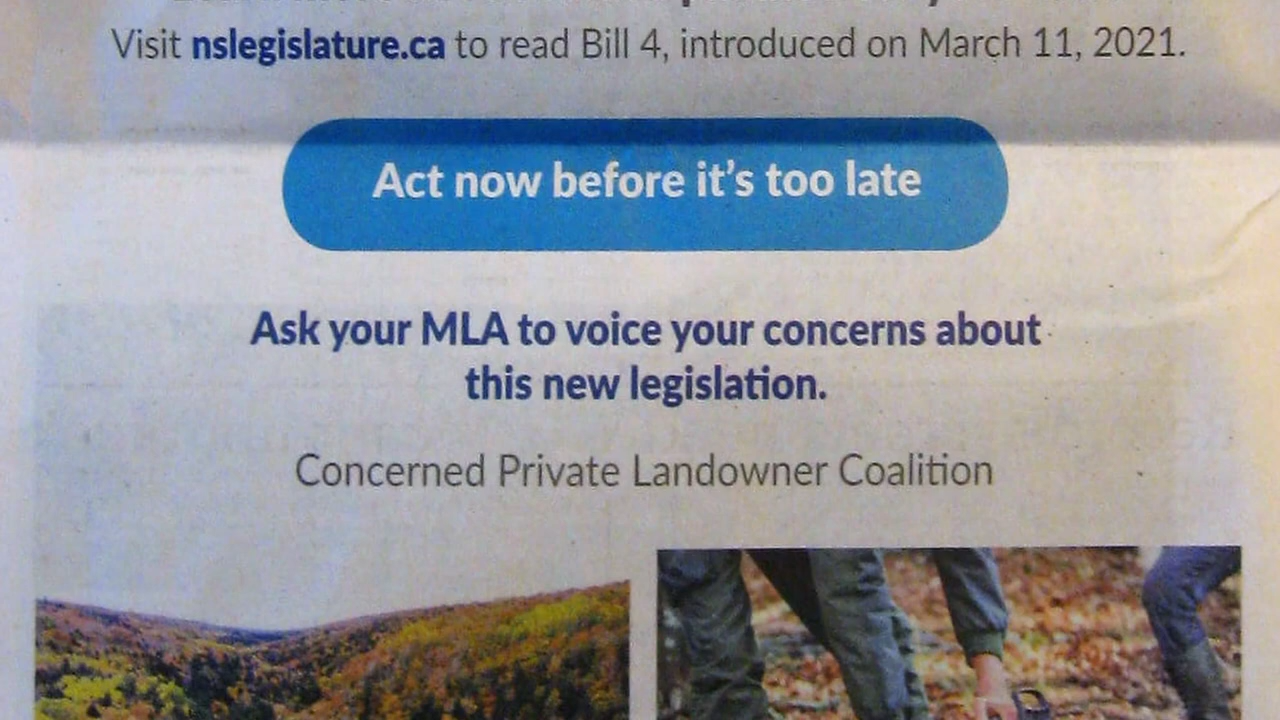 Visit nslegislature.ca to read Bill 4, introduced on March 11, 2021.
Act now before it's too late
Ask your MLA to voice your concerns about
this new legislation.
Concerned Private Landowner Coalition